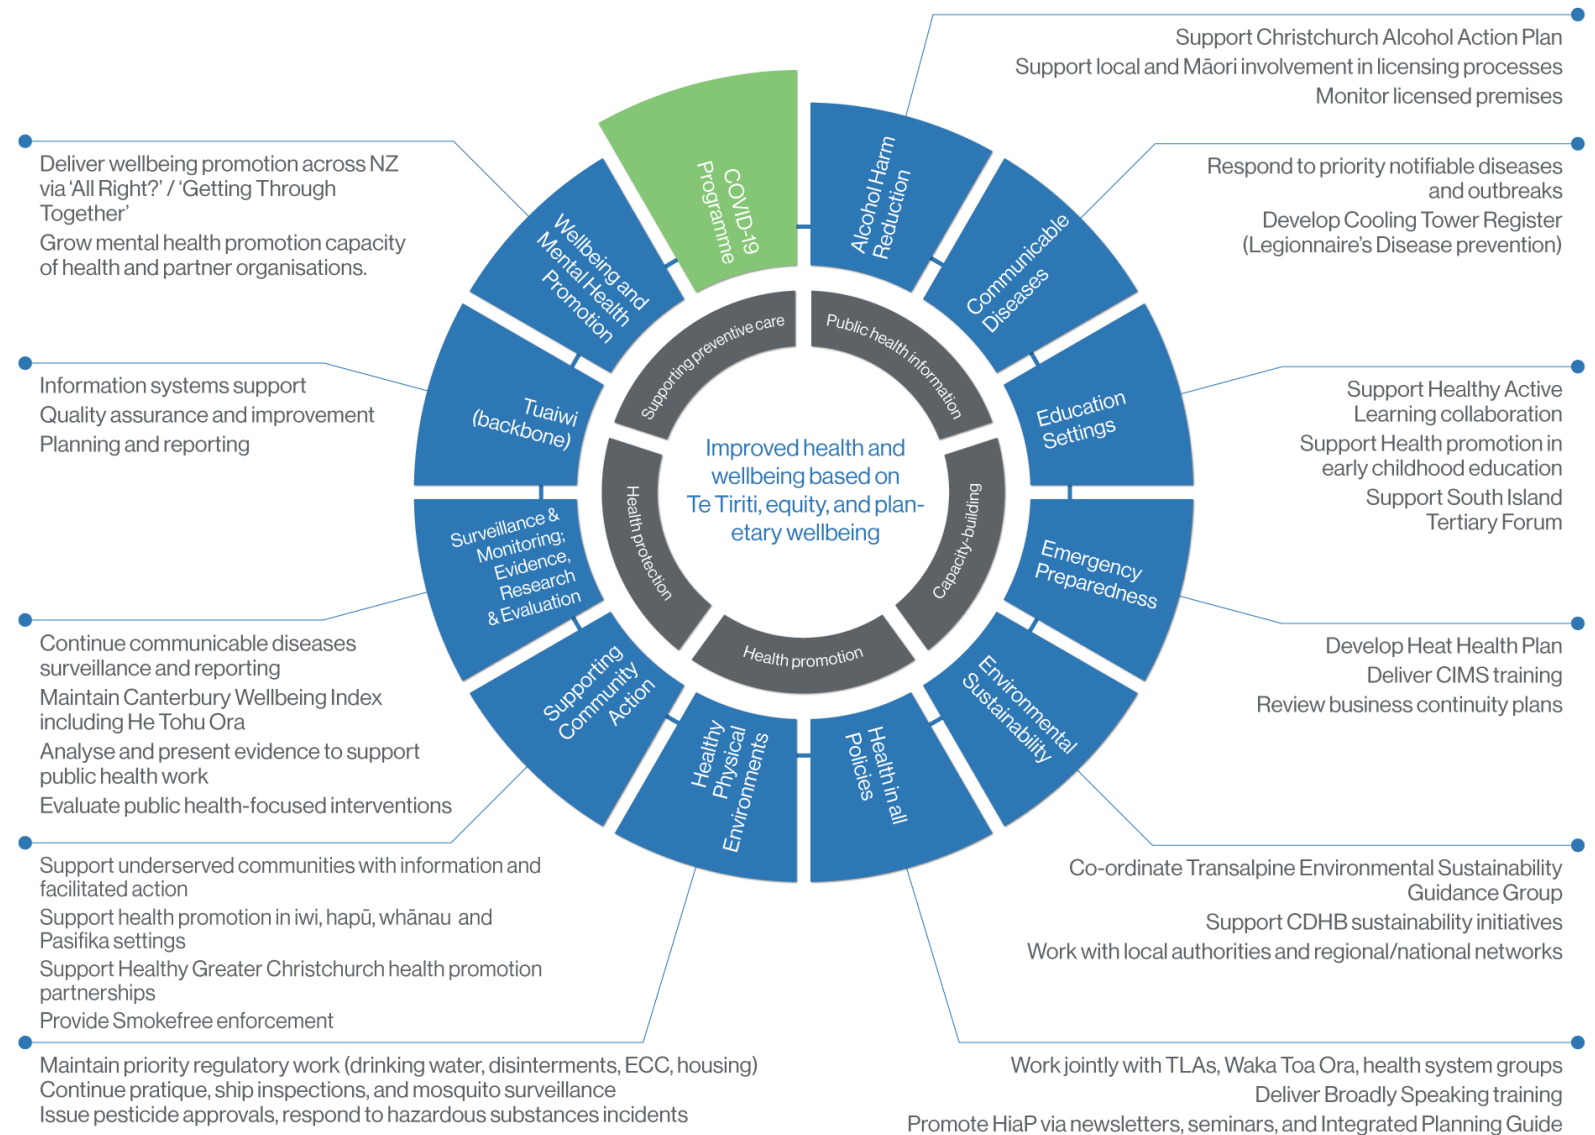 Support Christchurch Alcohol Action Plan
Support local and Māori involvement in licensing processes
Monitor licensed premises
Respond to priority notifiable diseases
and outbreaks
Develop Cooling Tower Register
(Legionnaire's Disease prevention)
Support Healthy Active
Learning collaboration
Support Health promotion in
early childhood education
Support South Island
Tertiary Forum
Develop Heat Health Plan
Deliver CIMS training
Review business continuity plans
Co-ordinate Transalpine Environmental Sustainability
Guidance Group
Support CDHB sustainability initiatives
Work with local authorities and regional/national networks
Work jointly with TLAs, Waka Toa Ora, health system groups
Deliver Broadly Speaking training
Promote HiaP via newsletters, seminars, and Integrated Planning Guide
Maintain priority regulatory work (drinking water, disinterments, ECC, housing)
Continue pratique, ship inspections, and mosquito surveillance
Issue pesticide approvals, respond to hazardous substances incidents
Support underserved communities with information and
facilitated action
Support health promotion in iwi, hapū, whānau and
Pasifika settings
Support Healthy Greater Christchurch health promotion
partnerships
Provide Smokefree enforcement
Continue communicable diseases
surveillance and reporting
Maintain Canterbury Wellbeing Index
including He Tohu Ora
Analyse and present evidence to support
public health work
Evaluate public health-focused interventions
Information systems support
Quality assurance and improvement
Planning and reporting
Deliver wellbeing promotion across NZ
via 'All Right?' / 'Getting Through
Together'
Grow mental health promotion capacity
of health and partner organisations.
COVID-19
Programme
Alcohol Harm
Reduction
Communicable
Diseases
Education
Settings
Emergency
Preparedness
Environmental
Sustainability
Health in all
Policies
Healthy
Physical
Environments
Supporting
Community
Action
Surveillance &
Monitoring;
Evidence,
Research
& Evaluation
Tuaiwi
(backbone)
Wellbeing and
Mental Health
Promotion
Public health information
Capacity-building
Health promotion
Health protection
Supporting preventive care
Improved health and
wellbeing based on
Te Tiriti, equity, and plan-
etary wellbeing